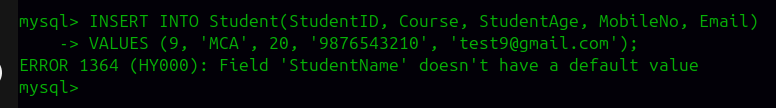 mysql> INSERT INTO Student(StudentID, Course, StudentAge, MobileNo, Email)
    -> VALUES (9, 'MCA', 20, '9876543210', 'test9@gmail.com');
ERROR 1364 (HY000): Field 'StudentName' doesn't have a default value
mysql>